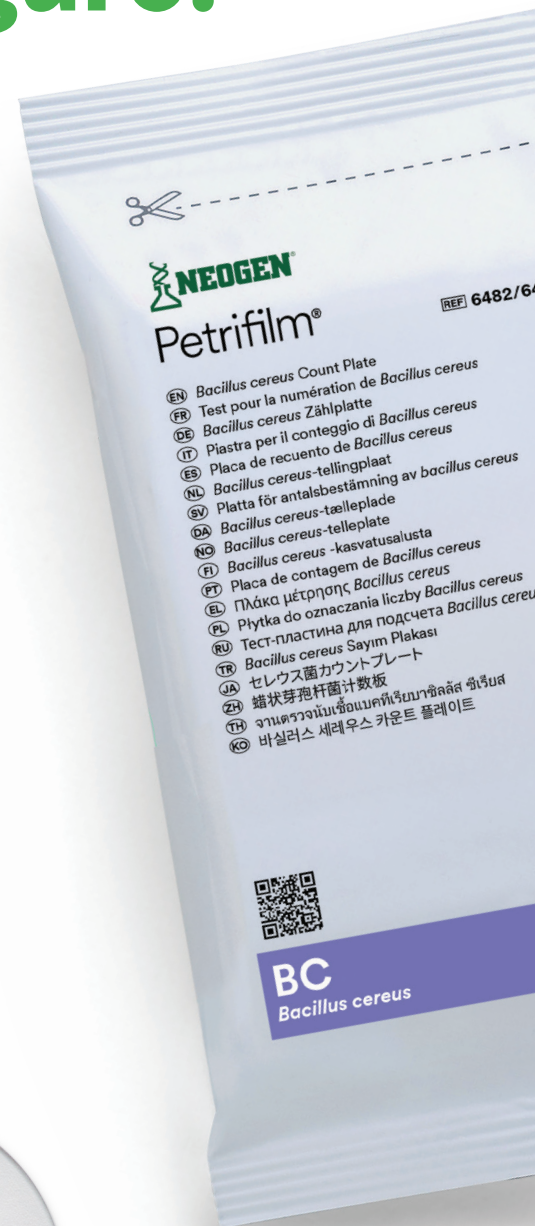 NEOGEN®
Petrifilm®
REF 6482/6
EN Bacillus cereus Count Plate
FR Test pour la numération de Bacillus cereus
DE Bacillus cereus Zählplatte
IT Piastra per il conteggio di Bacillus cereus
ES Placa de recuento de Bacillus cereus
NL Bacillus cereus-tellingplaat
SV Platta för antalsbestämning av bacillus cereus
DA Bacillus cereus-tælleplade
NO Bacillus cereus-telleplate
FI Bacillus cereus -kasvatusalusta
PT Placa de contagem de Bacillus cereus
EL Πλάκα μέτρησης Bacillus cereus
PL Płytka do oznaczania liczby Bacillus cereus
RU Тест-пластина для подсчета Bacillus cereu
TR Bacillus cereus Sayım Plakası
JA セレウス菌カウントプレート
ZH 蜡状芽孢杆菌计数板
TH จานตรวจนับเชื้อแบคทีเรียบาซิลลัส ซีเรียส
KO 바실러스 세레우스 카운트 플레이트
BC
Bacillus cereus